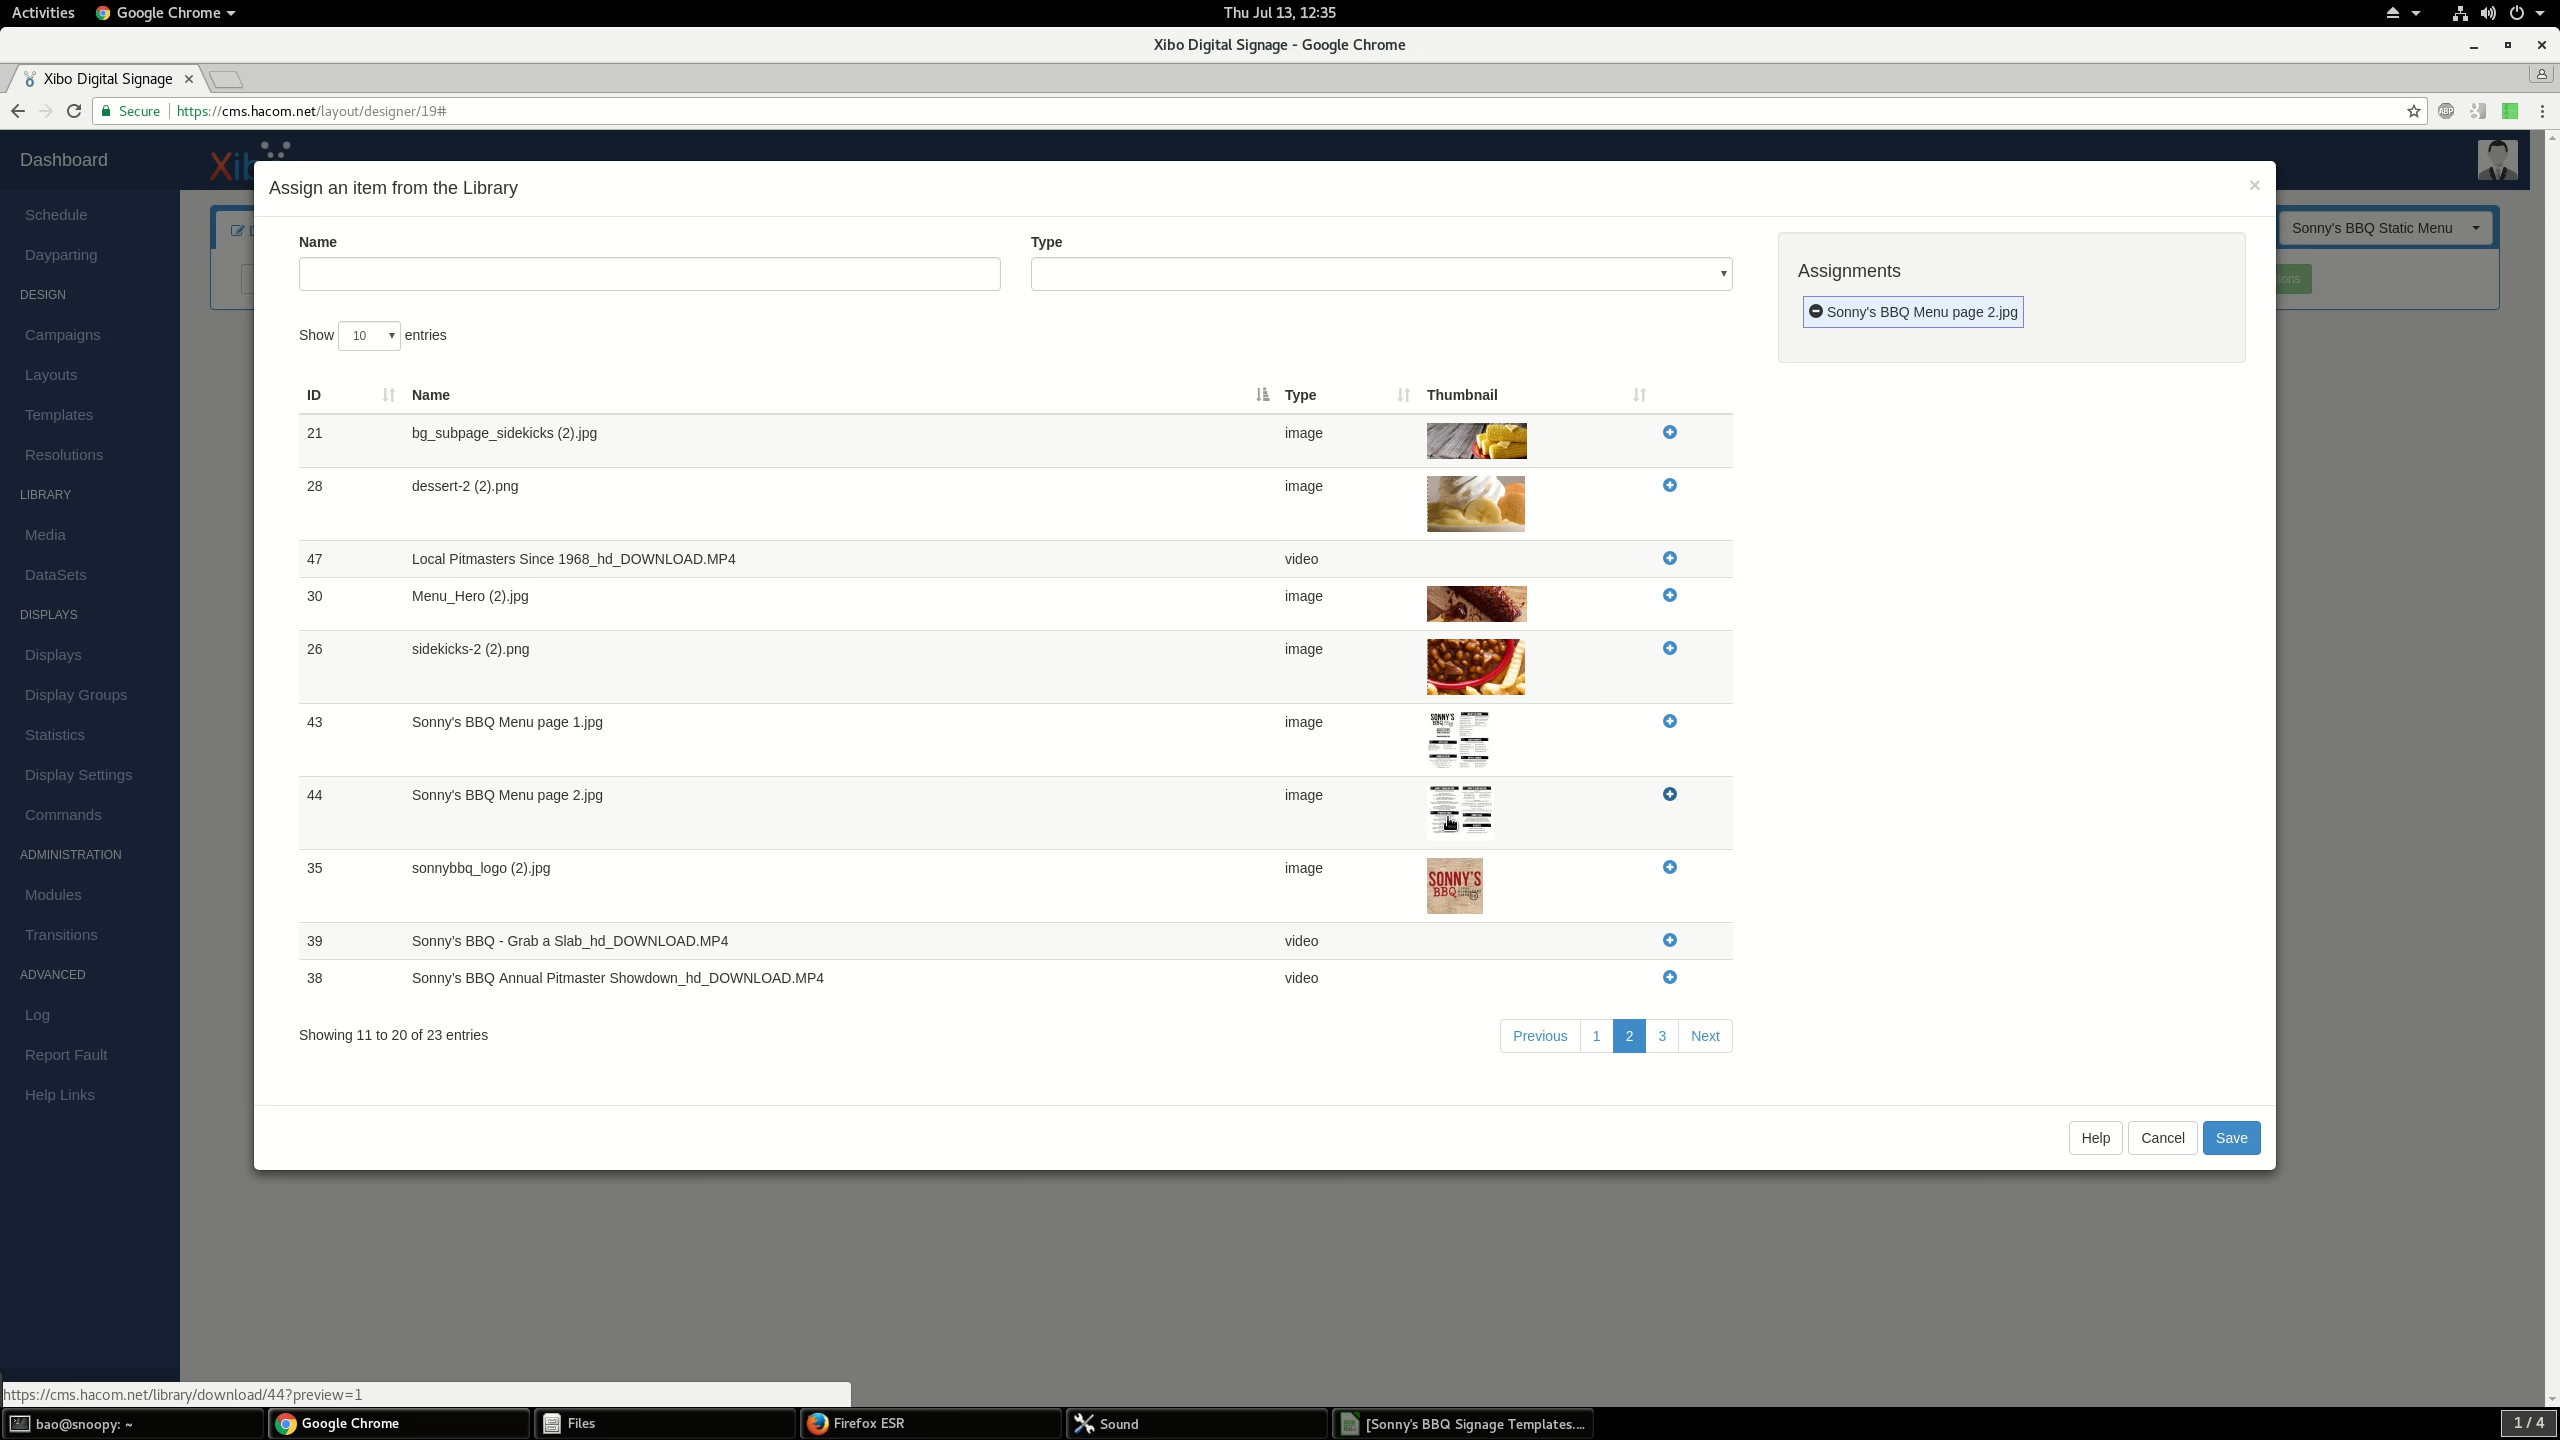 Activities Google Chrome Thu Jul 13, 12:35
Xibo Digital Signage - Google Chrome
Xibo Digital Signage
Secure https://cms.hacom.net/layout/designer/19#
Dashboard
Schedule
Dayparting
DESIGN
Campaigns
Layouts
Templates
Resolutions
LIBRARY
Media
DataSets
DISPLAYS
Displays
Display Groups
Statistics
Display Settings
Commands
ADMINISTRATION
Modules
Transitions
ADVANCED
Log
Report Fault
Help Links
Sonny's BBQ Static Menu
Assign an item from the Library ×
Name Type
Show 10 entries
ID Name Type Thumbnail
21 bg_subpage_sidekicks (2).jpg image
28 dessert-2 (2).png image
47 Local Pitmasters Since 1968_hd_DOWNLOAD.MP4 video
30 Menu_Hero (2).jpg image
26 sidekicks-2 (2).png image
43 Sonny's BBQ Menu page 1.jpg image
SONNY'S
44 Sonny's BBQ Menu page 2.jpg image
35 sonnybbq_logo (2).jpg image
SONNY'S
BBQ
39 Sonny's BBQ - Grab a Slab_hd_DOWNLOAD.MP4 video
38 Sonny's BBQ Annual Pitmaster Showdown_hd_DOWNLOAD.MP4 video
Showing 11 to 20 of 23 entries Previous 1 2 3 Next
Assignments
Sonny's BBQ Menu page 2.jpg
Help Cancel Save
https://cms.hacom.net/library/download/44?preview=1
bao@snoopy: ~ Google Chrome Files Firefox ESR Sound [Sonny's BBQ Signage Templates.... 1 / 4